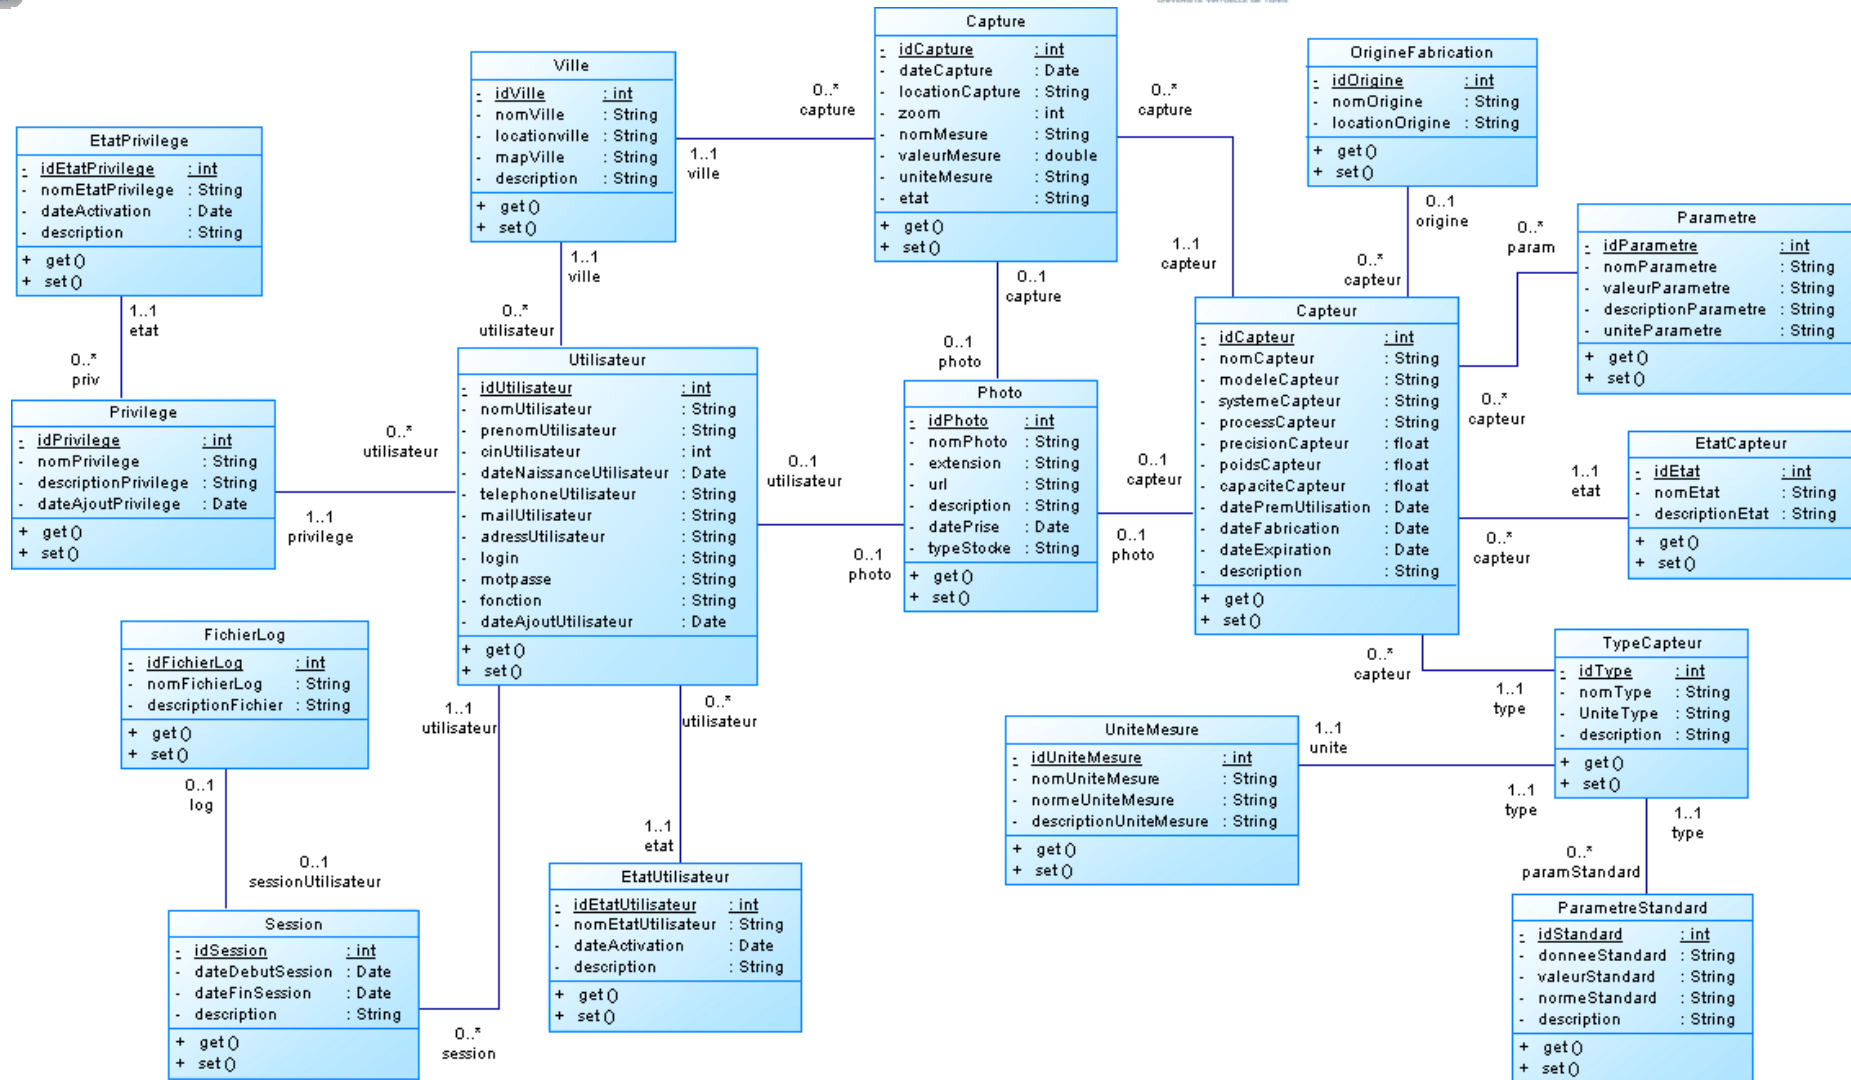 UNIVERSITE VIRTUELLE DE TUNIS
Capture
- idCapture : int
- dateCapture : Date
- locationCapture : String
- zoom : int
- nomMesure : String
- valeurMesure : double
- uniteMesure : String
- etat : String
+ get ()
+ set ()
Ville
- idVille : int
- nomVille : String
- locationville : String
- mapVille : String
- description : String
+ get ()
+ set ()
OrigineFabrication
- idOrigine : int
- nomOrigine : String
- locationOrigine : String
+ get ()
+ set ()
0..*
capture
0..*
capture
1..1
ville
EtatPrivilege
- idEtatPrivilege : int
- nomEtatPrivilege : String
- dateActivation : Date
- description : String
+ get ()
+ set ()
1..1
etat
0..*
priv
1..1
ville
0..*
utilisateur
0..1
capture
0..1
photo
1..1
capteur
0..1
origine
0..*
capteur
0..*
param
Parametre
- idParametre : int
- nomParametre : String
- valeurParametre : String
- descriptionParametre : String
- uniteParametre : String
+ get ()
+ set ()
0..*
capteur
Privilege
- idPrivilege : int
- nomPrivilege : String
- descriptionPrivilege : String
- dateAjoutPrivilege : Date
+ get ()
+ set ()
0..*
utilisateur
1..1
privilege
Utilisateur
- idUtilisateur : int
- nomUtilisateur : String
- prenomUtilisateur : String
- cinUtilisateur : int
- dateNaissanceUtilisateur : Date
- telephoneUtilisateur : String
- mailUtilisateur : String
- adressUtilisateur : String
- login : String
- motpasse : String
- fonction : String
- dateAjoutUtilisateur : Date
+ get ()
+ set ()
0..1
utilisateur
0..1
photo
Photo
- idPhoto : int
- nomPhoto : String
- extension : String
- url : String
- description : String
- datePrise : Date
- typeStocke : String
+ get ()
+ set ()
0..1
capteur
0..1
photo
Capteur
- idCapteur : int
- nomCapteur : String
- modeleCapteur : String
- systemeCapteur : String
- processCapteur : String
- precisionCapteur : float
- poidsCapteur : float
- capaciteCapteur : float
- datePremUtilisation : Date
- dateFabrication : Date
- dateExpiration : Date
- description : String
+ get ()
+ set ()
1..1
etat
0..*
capteur
EtatCapteur
- idEtat : int
- nomEtat : String
- descriptionEtat : String
+ get ()
+ set ()
FichierLog
- idFichierLog : int
- nomFichierLog : String
- descriptionFichier : String
+ get ()
+ set ()
0..1
log
0..1
sessionUtilisateur
1..1
utilisateur
0..*
utilisateur
1..1
etat
0..*
capteur
1..1
type
TypeCapteur
- idType : int
- nomType : String
- UniteType : String
- description : String
+ get ()
+ set ()
UniteMesure
- idUniteMesure : int
- nomUniteMesure : String
- normeUniteMesure : String
- descriptionUniteMesure : String
+ get ()
+ set ()
1..1
unite
1..1
type
1..1
type
0..*
paramStandard
EtatUtilisateur
- idEtatUtilisateur : int
- nomEtatUtilisateur : String
- dateActivation : Date
- description : String
+ get ()
+ set ()
Session
- idSession : int
- dateDebutSession : Date
- dateFinSession : Date
- description : String
+ get ()
+ set ()
0..*
session
ParametreStandard
- idStandard : int
- donneeStandard : String
- valeurStandard : String
- normeStandard : String
- description : String
+ get ()
+ set ()